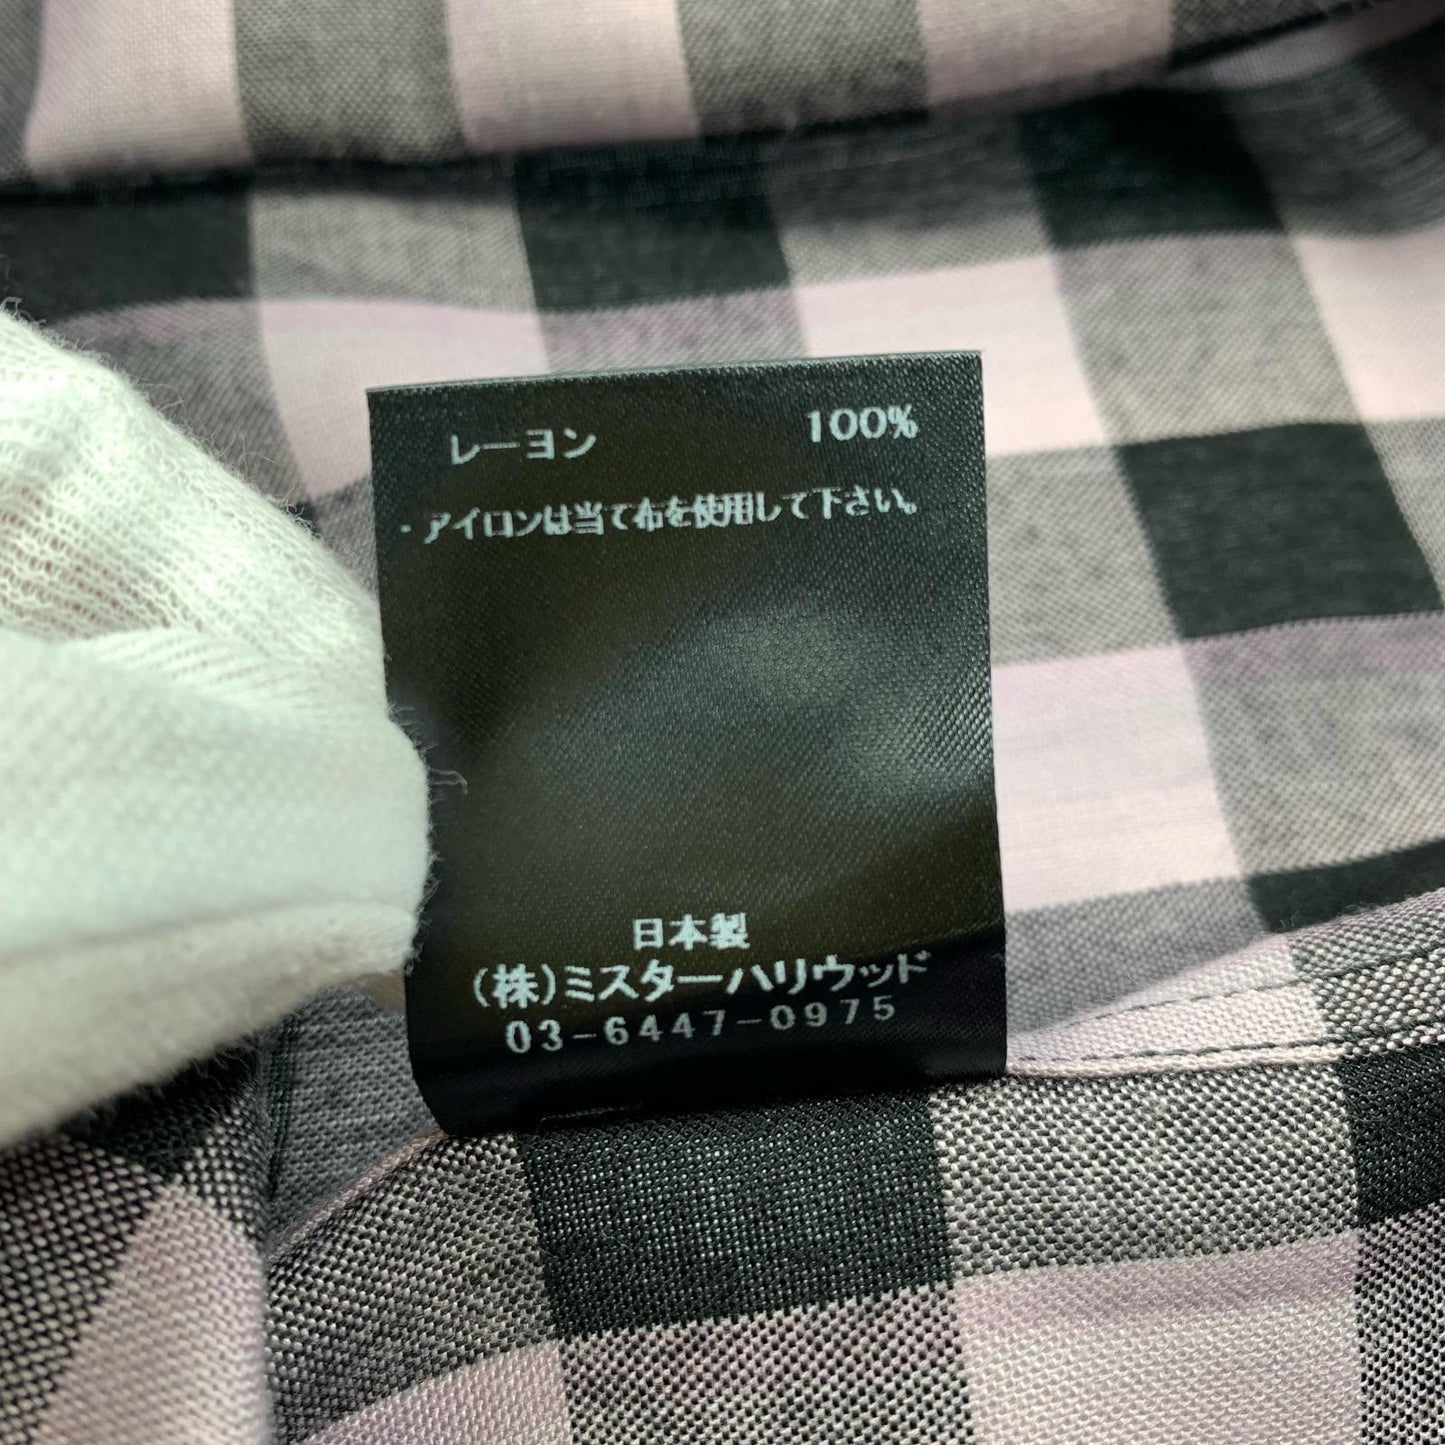 レーヨン 100%
・アイロンは当て布を使用して下さい。
日本製
(株)ミスターハリウッド
03-6447-0975